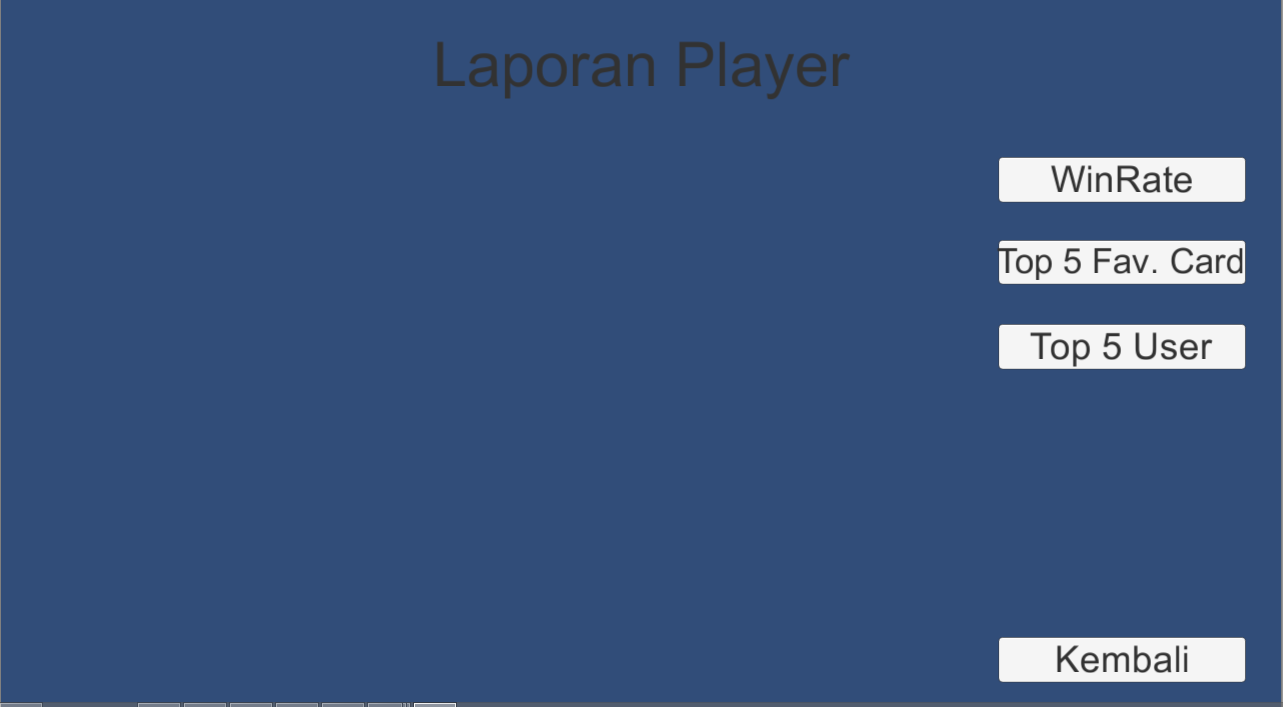 Laporan Player
WinRate
Top 5 Fav. Card
Top 5 User
Kembali